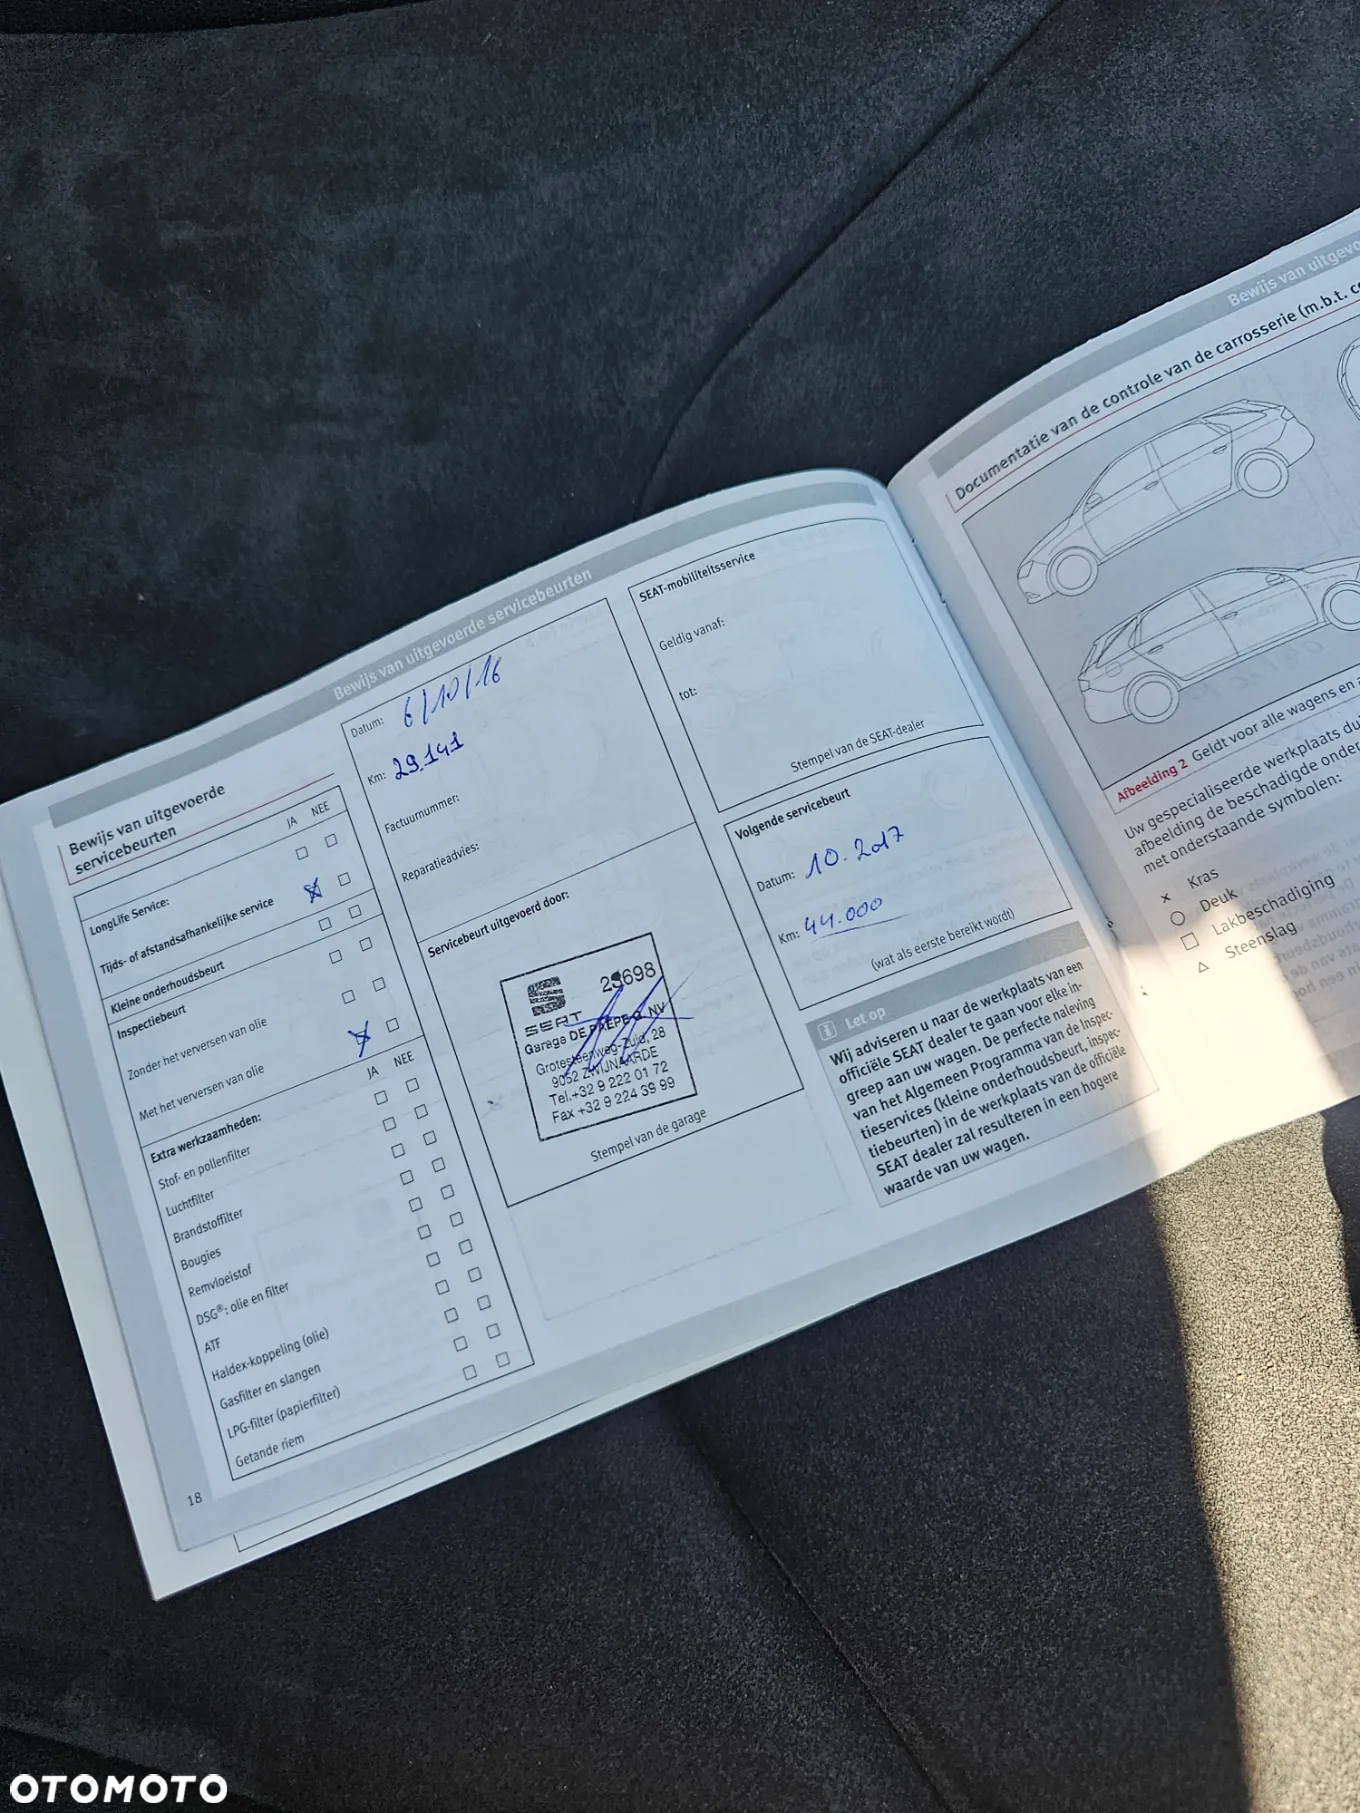 Bewijs van uitgevoerde servicebeurten
Bewijs van uitgevoerde
servicebeurten
JA NEE
LongLife Service:
Tijds- of afstandsafhankelijke service
Kleine onderhoudsbeurt
Inspectiebeurt
Zonder het verversen van olie
Met het verversen van olie
Extra werkzaamheden:
JA NEE
Stof- en pollenfilter
Luchtfilter
Brandstoffilter
Bougies
Remvloeistof
DSG®: olie en filter
ATF
Haldex-koppeling (olie)
Gasfilter en slangen
LPG-filter (papierfilter)
Getande riem
18
Datum: 6/10/16
Km: 29.141
Factuurnummer:
Reparatieadvies:
Servicebeurt uitgevoerd door:
SEAT
Garage DE PAEPE G. NV
Grotesteenweg-Zuid, 28
9052 ZWIJNAARDE
Tel.+32 9 222 01 72
Fax +32 9 224 39 99
Stempel van de garage
SEAT-mobiliteitsservice
Geldig vanaf:
tot:
Stempel van de SEAT-dealer
Volgende servicebeurt
Datum: 10.2017
Km: 44.000
(wat als eerste bereikt wordt)
i Let op
Wij adviseren u naar de werkplaats van een
officiële SEAT dealer te gaan voor elke in-
greep aan uw wagen. De perfecte naleving
van het Algemeen Programma van de Inspec-
tieservices (kleine onderhoudsbeurt, inspec-
tiebeurten) in de werkplaats van de officiële
SEAT dealer zal resulteren in een hogere
waarde van uw wagen.
Bewijs van
Documentatie van de controle van de carrosserie (m.b.t.
Afbeelding 2 Geldt voor alle wagens en
Uw gespecialiseerde werkplaats
afbeelding de beschadigde
met onderstaande symbolen:
× Kras
○ Deuk
□ Lakbeschadiging
△ Steenslag
OTOMOTO